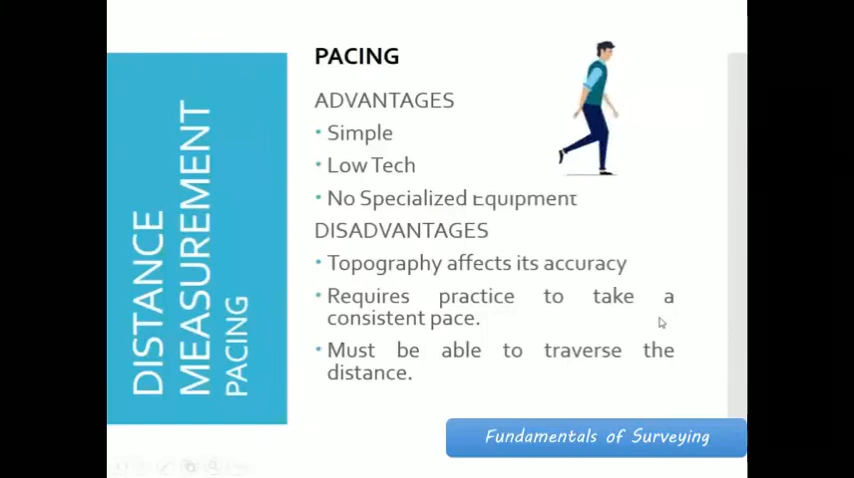 DISTANCE
MEASUREMENT
PACING
PACING
ADVANTAGES
• Simple
• Low Tech
• No Specialized Equipment
DISADVANTAGES
• Topography affects its accuracy
• Requires practice to take a
consistent pace.
• Must be able to traverse the
distance.
Fundamentals of Surveying